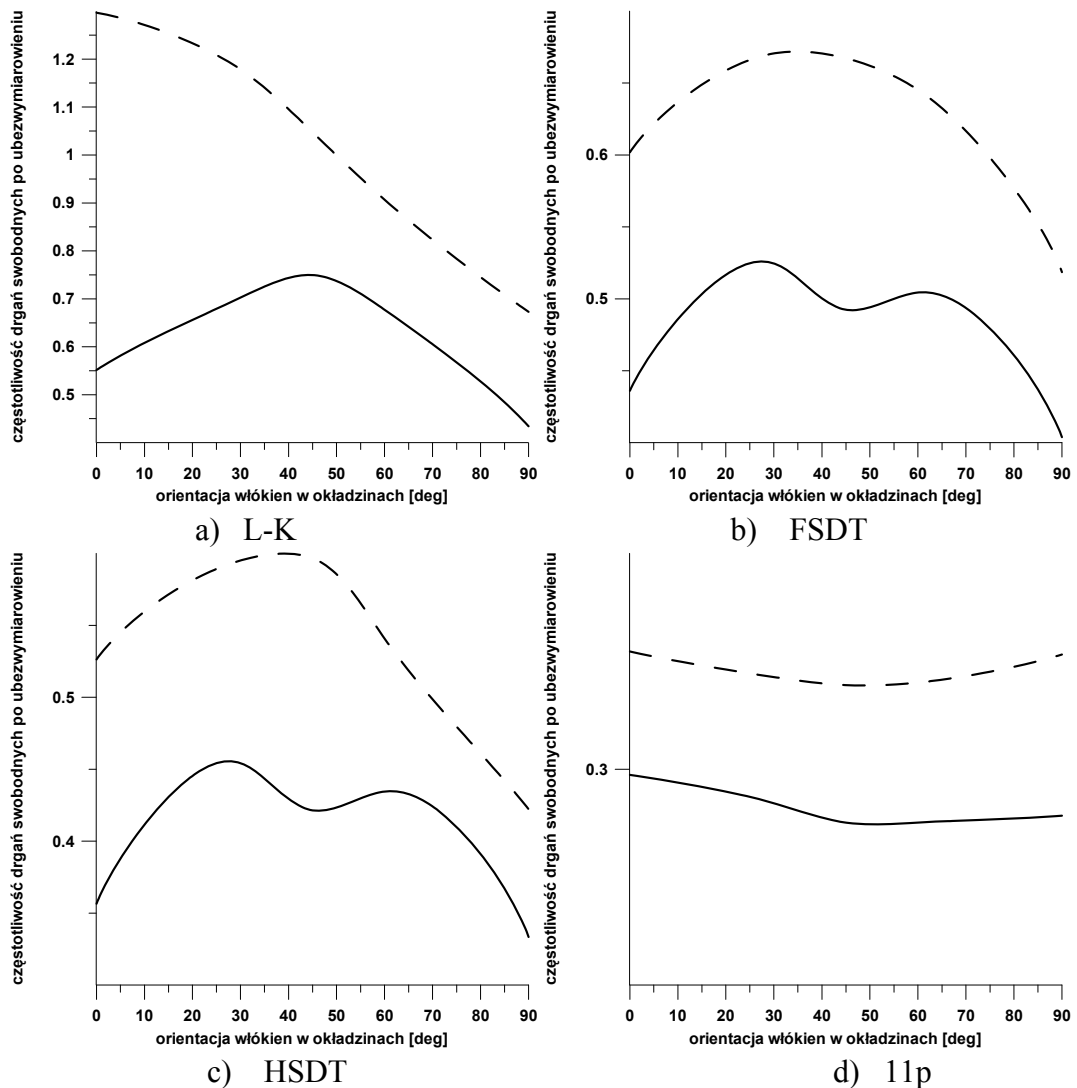 częstotliwość drgań swobodnych po ubezwymiarowieniu
1.2
1.1
1
0.9
0.8
0.7
0.6
0.5
0 10 20 30 40 50 60 70 80 90
orientacja włókien w okładzinach [deg]
a) L-K
częstotliwość drgań swobodnych po ubezwymiarowieniu
0.6
0.5
0 10 20 30 40 50 60 70 80 90
orientacja włókien w okładzinach [deg]
b) FSDT
częstotliwość drgań swobodnych po ubezwymiarowieniu
0.5
0.4
0 10 20 30 40 50 60 70 80 90
orientacja włókien w okładzinach [deg]
c) HSDT
częstotliwość drgań swobodnych po ubezwymiarowieniu
0.3
0 10 20 30 40 50 60 70 80 90
orientacja włókien w okładzinach [deg]
d) 11p